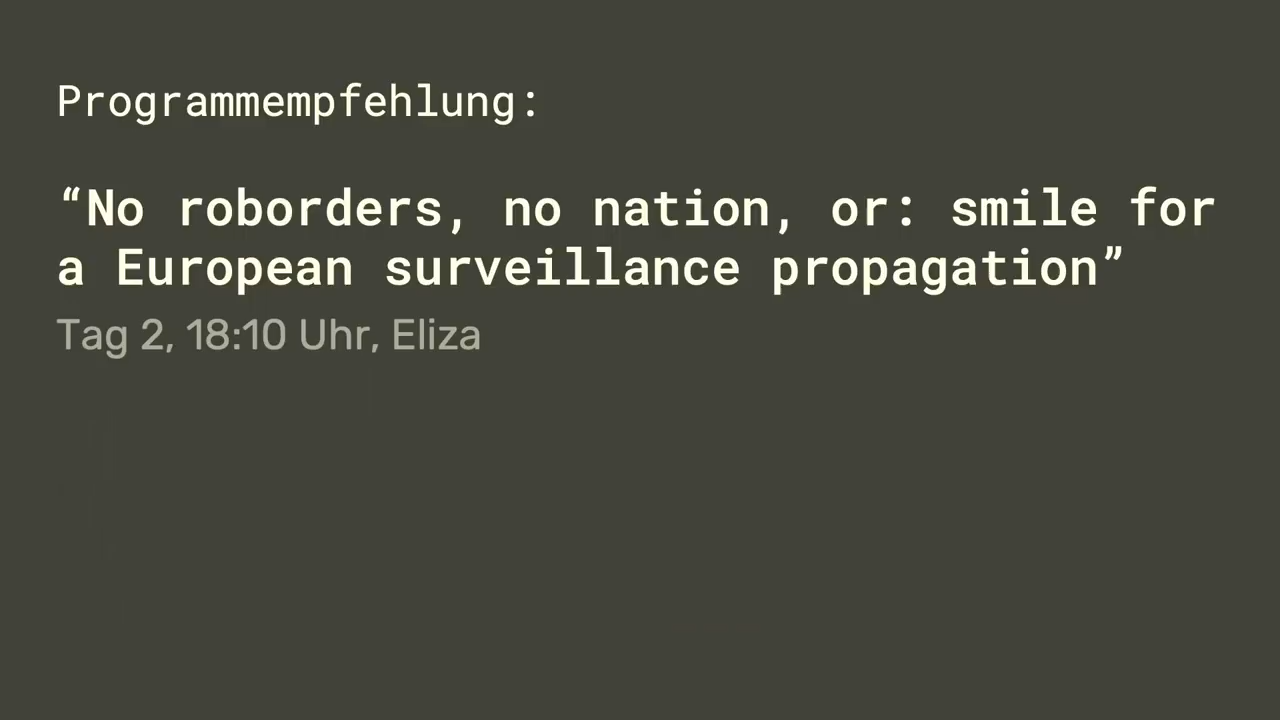 Programmempfehlung:
“No roborders, no nation, or: smile for
a European surveillance propagation”
Tag 2, 18:10 Uhr, Eliza